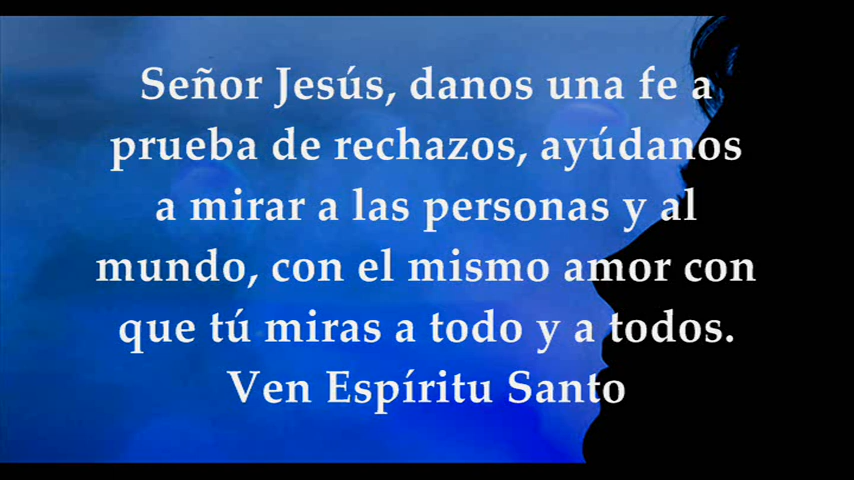 Señor Jesús, danos una fe a
prueba de rechazos, ayúdanos
a mirar a las personas y al
mundo, con el mismo amor con
que tú miras a todo y a todos.
Ven Espíritu Santo